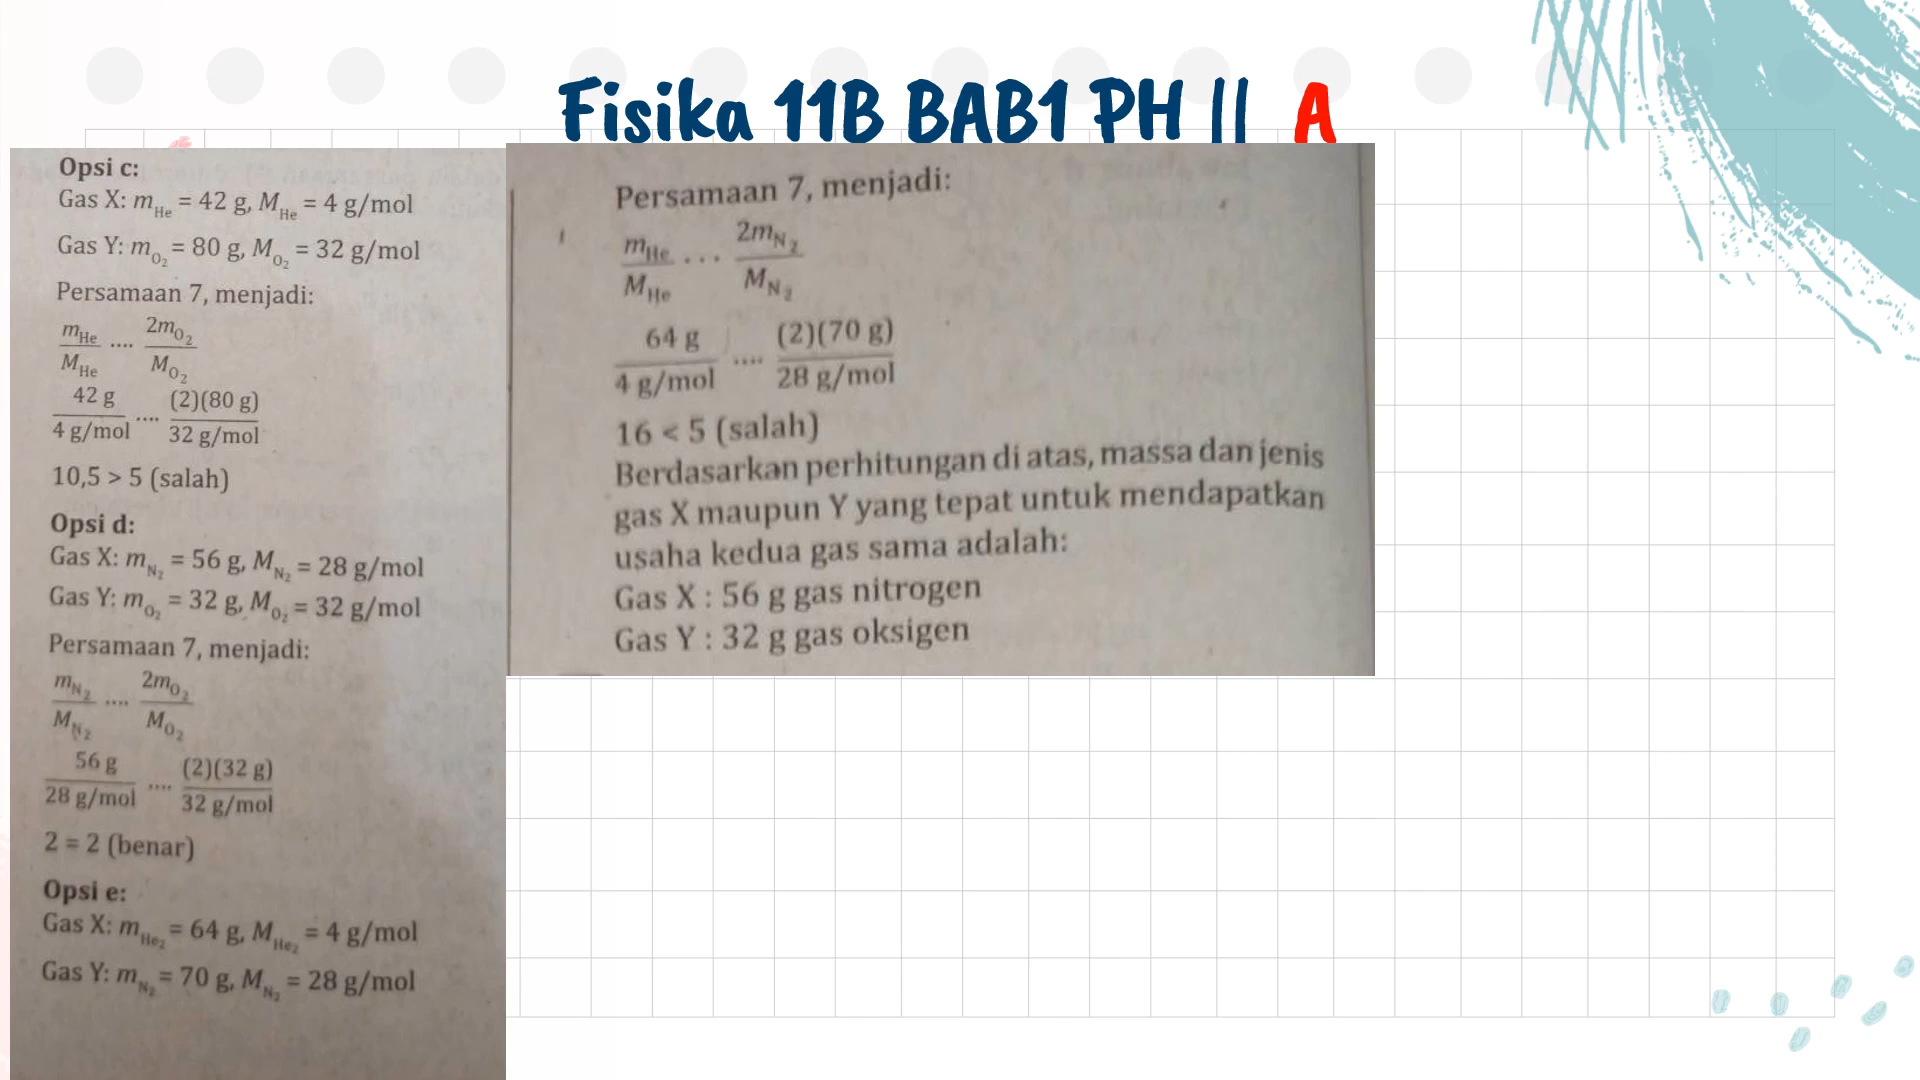 Fisika 11B BAB1 PH || A
Opsi c:
Gas X: m_He = 42 g, M_He = 4 g/mol
Gas Y: m_O₂ = 80 g, M_O₂ = 32 g/mol
Persamaan 7, menjadi:
m_He/M_He .... 2m_O₂/M_O₂
42 g/4 g/mol .... (2)(80 g)/32 g/mol
10,5 > 5 (salah)
Opsi d:
Gas X: m_N₂ = 56 g, M_N₂ = 28 g/mol
Gas Y: m_O₂ = 32 g, M_O₂ = 32 g/mol
Persamaan 7, menjadi:
m_N₂/M_N₂ .... 2m_O₂/M_O₂
56 g/28 g/mol .... (2)(32 g)/32 g/mol
2 = 2 (benar)
Opsi e:
Gas X: m_He₂ = 64 g, M_He₂ = 4 g/mol
Gas Y: m_N₂ = 70 g, M_N₂ = 28 g/mol
Persamaan 7, menjadi:
m_He/M_He ... 2m_N₂/M_N₂
64 g/4 g/mol .... (2)(70 g)/28 g/mol
16 < 5 (salah)
Berdasarkan perhitungan di atas, massa dan jenis
gas X maupun Y yang tepat untuk mendapatkan
usaha kedua gas sama adalah:
Gas X : 56 g gas nitrogen
Gas Y : 32 g gas oksigen